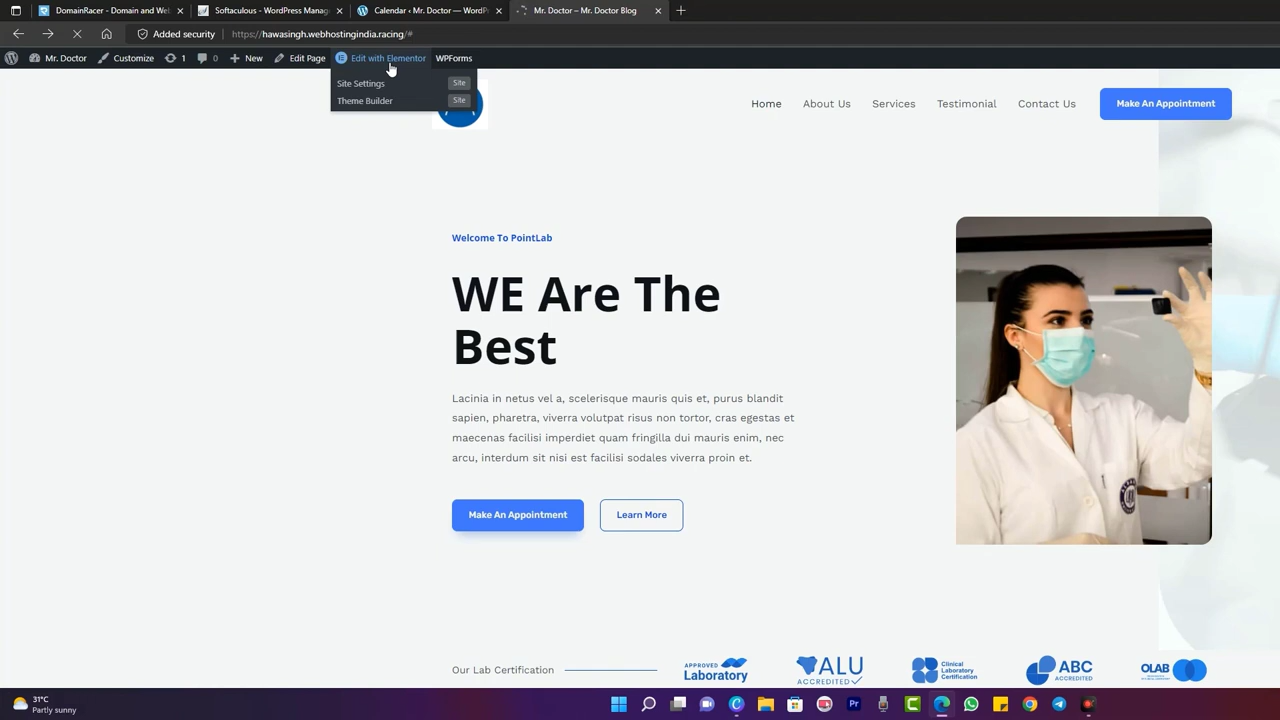 DomainRacer - Domain and Web
Softaculous - WordPress Manag
Calendar ‹ Mr. Doctor — WordP
Mr. Doctor – Mr. Doctor Blog
Added security
https://hawasingh.webhostingindia.racing/#
Mr. Doctor
Customize
1
0
New
Edit Page
Edit with Elementor
WPForms
Site Settings
Site
Theme Builder
Site
Home
About Us
Services
Testimonial
Contact Us
Make An Appointment
Welcome To PointLab
WE Are The
Best
Lacinia in netus vel a, scelerisque mauris quis et, purus blandit
sapien, pharetra, viverra volutpat risus non tortor, cras egestas et
maecenas facilisi imperdiet quam fringilla dui mauris enim, nec
arcu, interdum sit nisi est facilisi sodales viverra proin et.
Make An Appointment
Learn More
Our Lab Certification
APPROVED
Laboratory
ALU
ACCREDITED
Clinical
Laboratory
Certification
ABC
ACCREDITED
OLAB
31°C
Partly sunny
Pr